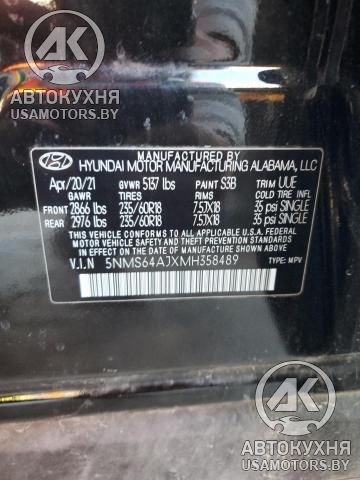 АК
АВТОКУХНЯ
USAMOTORS.BY
MANUFACTURED BY
HYUNDAI MOTOR MANUFACTURING ALABAMA, LLC
Apr/20/21 GVWR 5137 lbs PAINT S3B TRIM UUE
GAWR TIRES RIMS COLD TIRE INFL
FRONT 2866 lbs 235/60R18 7.5JX18 35 psi SINGLE
REAR 2976 lbs 235/60R18 7.5JX18 35 psi SINGLE
THIS VEHICLE CONFORMS TO ALL APPLICABLE FEDERAL
MOTOR VEHICLE SAFETY, BUMPER, AND THEFT PREVENTION
STANDARDS IN EFFECT ON THE DATE OF MANUFACTURE
SHOWN ABOVE.
V.I.N 5NMS64AJXMH358489 TYPE: MPV
АК
АВТОКУХНЯ
USAMOTORS.BY